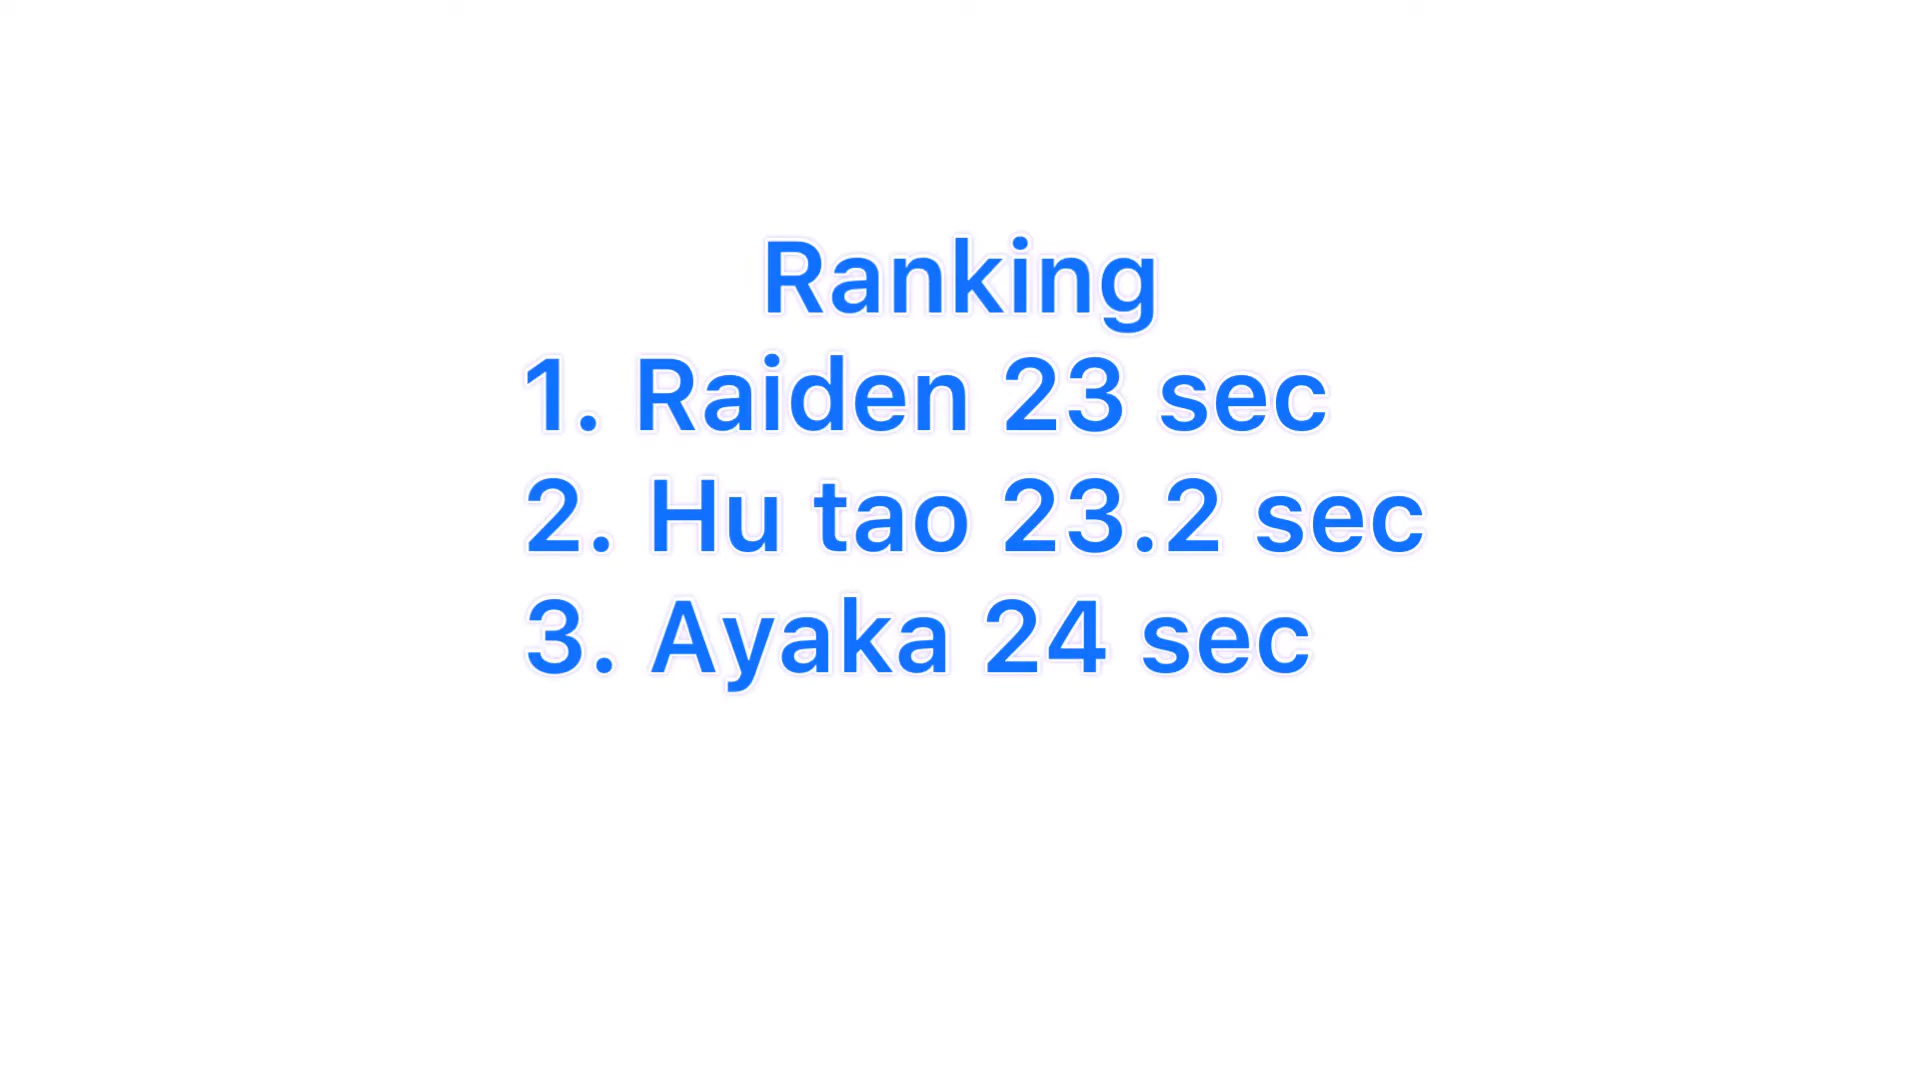 Ranking
1. Raiden 23 sec
2. Hu tao 23.2 sec
3. Ayaka 24 sec